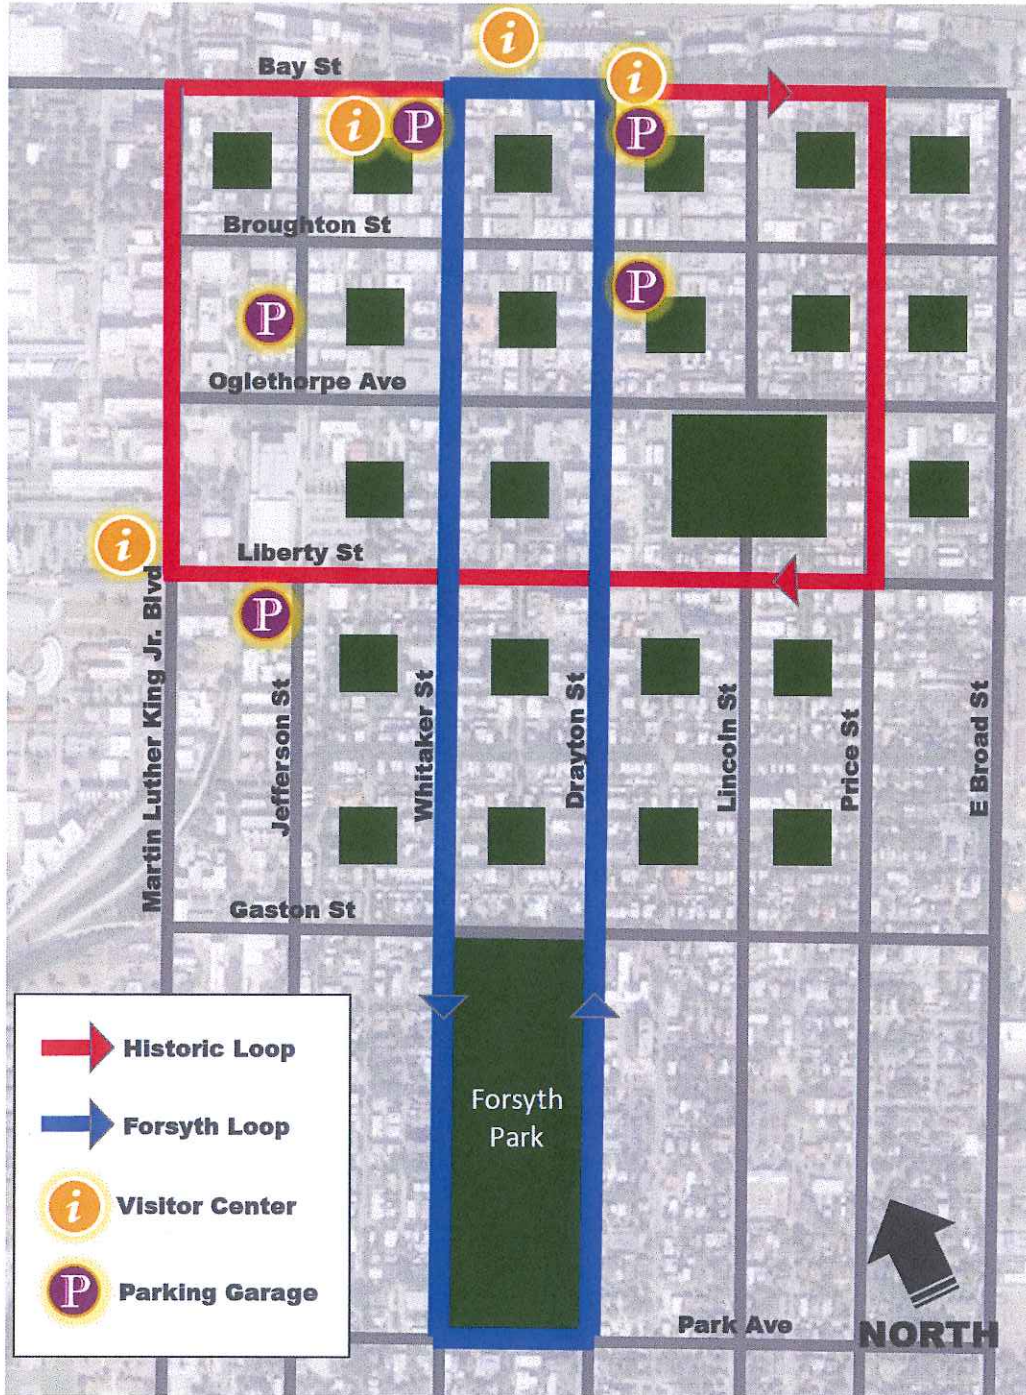 i
Bay St
i
i
P
P
Broughton St
P
P
Oglethorpe Ave
i
Liberty St
P
Martin Luther King Jr. Blvd
Jefferson St
Whitaker St
Drayton St
Lincoln St
Price St
E Broad St
Gaston St
Historic Loop
Forsyth Loop
i
Visitor Center
P
Parking Garage
Forsyth
Park
Park Ave
NORTH